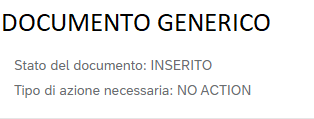 DOCUMENTO GENERICO
Stato del documento: INSERITO
Tipo di azione necessaria: NO ACTION